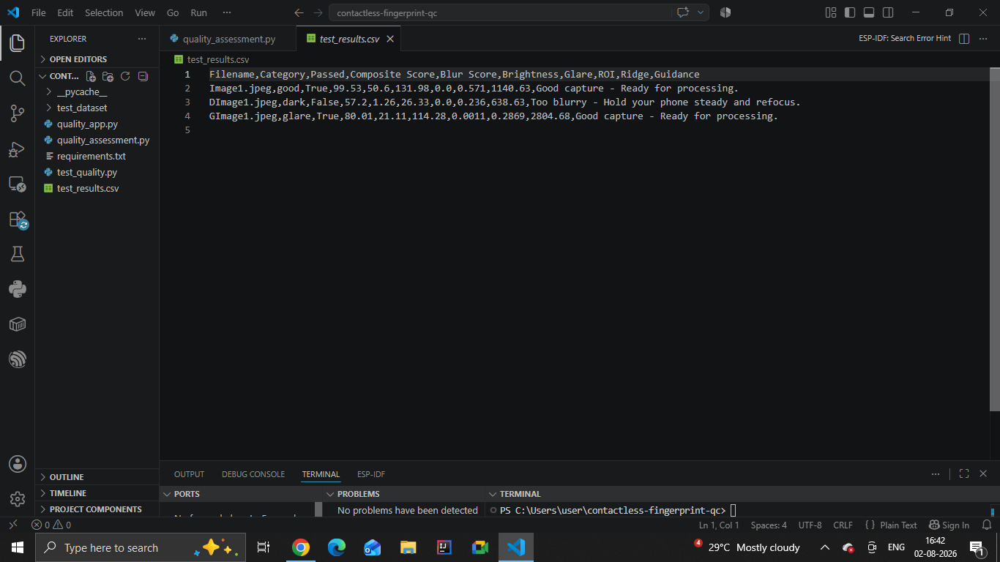 File Edit Selection View Go Run ··· contactless-fingerprint-qc
EXPLORER ···
OPEN EDITORS
CONT...
__pycache__
test_dataset
quality_app.py
quality_assessment.py
requirements.txt
test_quality.py
test_results.csv
OUTLINE
TIMELINE
PROJECT COMPONENTS
quality_assessment.py test_results.csv ESP-IDF: Search Error Hint ···
test_results.csv
1 Filename,Category,Passed,Composite Score,Blur Score,Brightness,Glare,ROI,Ridge,Guidance
2 Image1.jpeg,good,True,99.53,50.6,131.98,0.0,0.571,1140.63,Good capture - Ready for processing.
3 DImage1.jpeg,dark,False,57.2,1.26,26.33,0.0,0.236,638.63,Too blurry - Hold your phone steady and refocus.
4 GImage1.jpeg,glare,True,80.01,21.11,114.28,0.0011,0.2869,2804.68,Good capture - Ready for processing.
5
OUTPUT DEBUG CONSOLE TERMINAL ESP-IDF ···
PORTS PROBLEMS TERMINAL
No problems have been detected PS C:\Users\user\contactless-fingerprint-qc>
0 0 Ln 1, Col 1 Spaces: 4 UTF-8 CRLF {} Plain Text Sign In
Type here to search 4 29°C Mostly cloudy ENG 16:42
02-08-2026 1